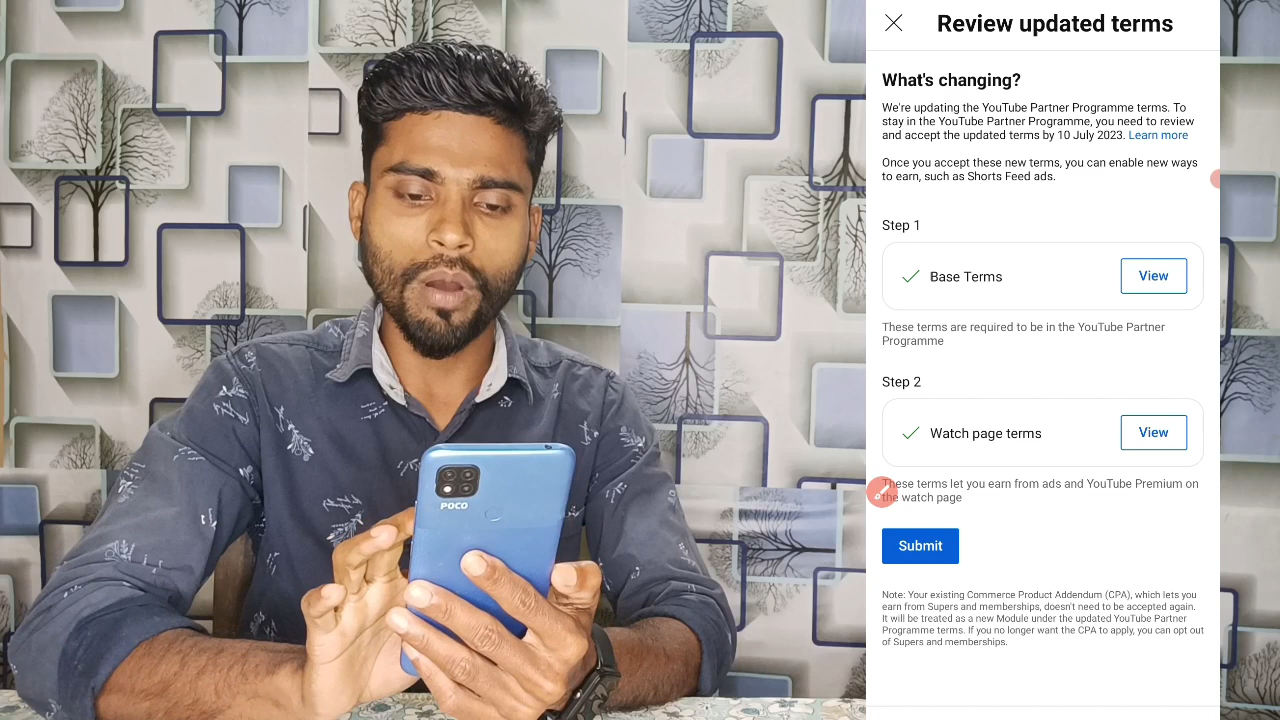 Review updated terms
What's changing?
We're updating the YouTube Partner Programme terms. To
stay in the YouTube Partner Programme, you need to review
and accept the updated terms by 10 July 2023. Learn more
Once you accept these new terms, you can enable new ways
to earn, such as Shorts Feed ads.
Step 1
Base Terms
View
These terms are required to be in the YouTube Partner
Programme
Step 2
Watch page terms
View
These terms let you earn from ads and YouTube Premium on
the watch page
Submit
Note: Your existing Commerce Product Addendum (CPA), which lets you
earn from Supers and memberships, doesn't need to be accepted again.
It will be treated as a new Module under the updated YouTube Partner
Programme terms. If you no longer want the CPA to apply, you can opt out
of Supers and memberships.
POCO